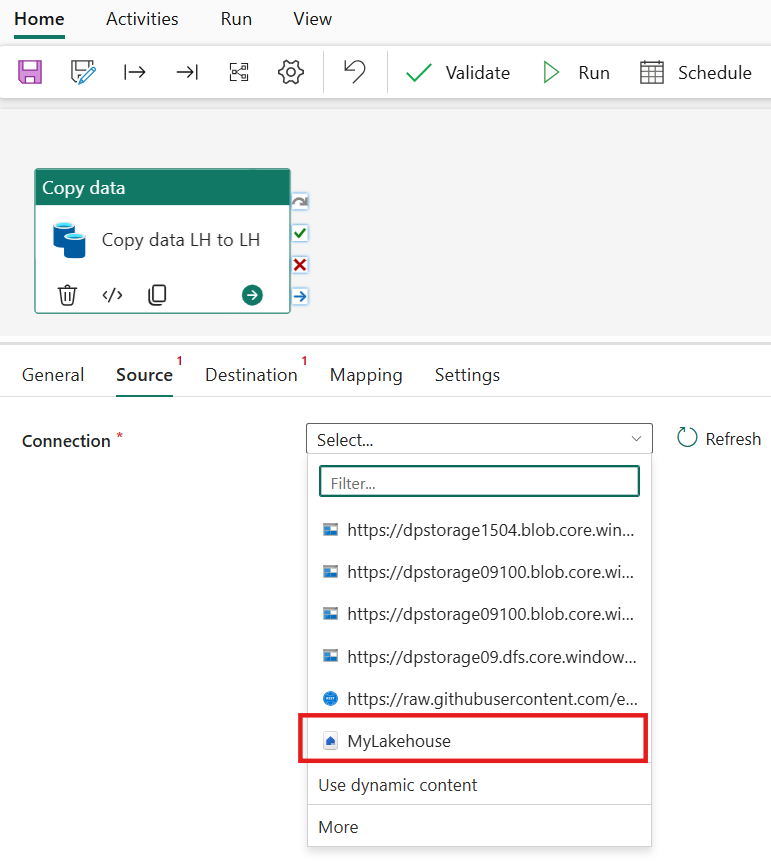 Home Activities Run View
Validate Run Schedule
Copy data
Copy data LH to LH
General Source 1 Destination 1 Mapping Settings
Connection * Select... Refresh
Filter...
https://dpstorage1504.blob.core.win...
https://dpstorage09100.blob.core.wi...
https://dpstorage09100.blob.core.wi...
https://dpstorage09.dfs.core.window...
https://raw.githubusercontent.com/e...
MyLakehouse
Use dynamic content
More